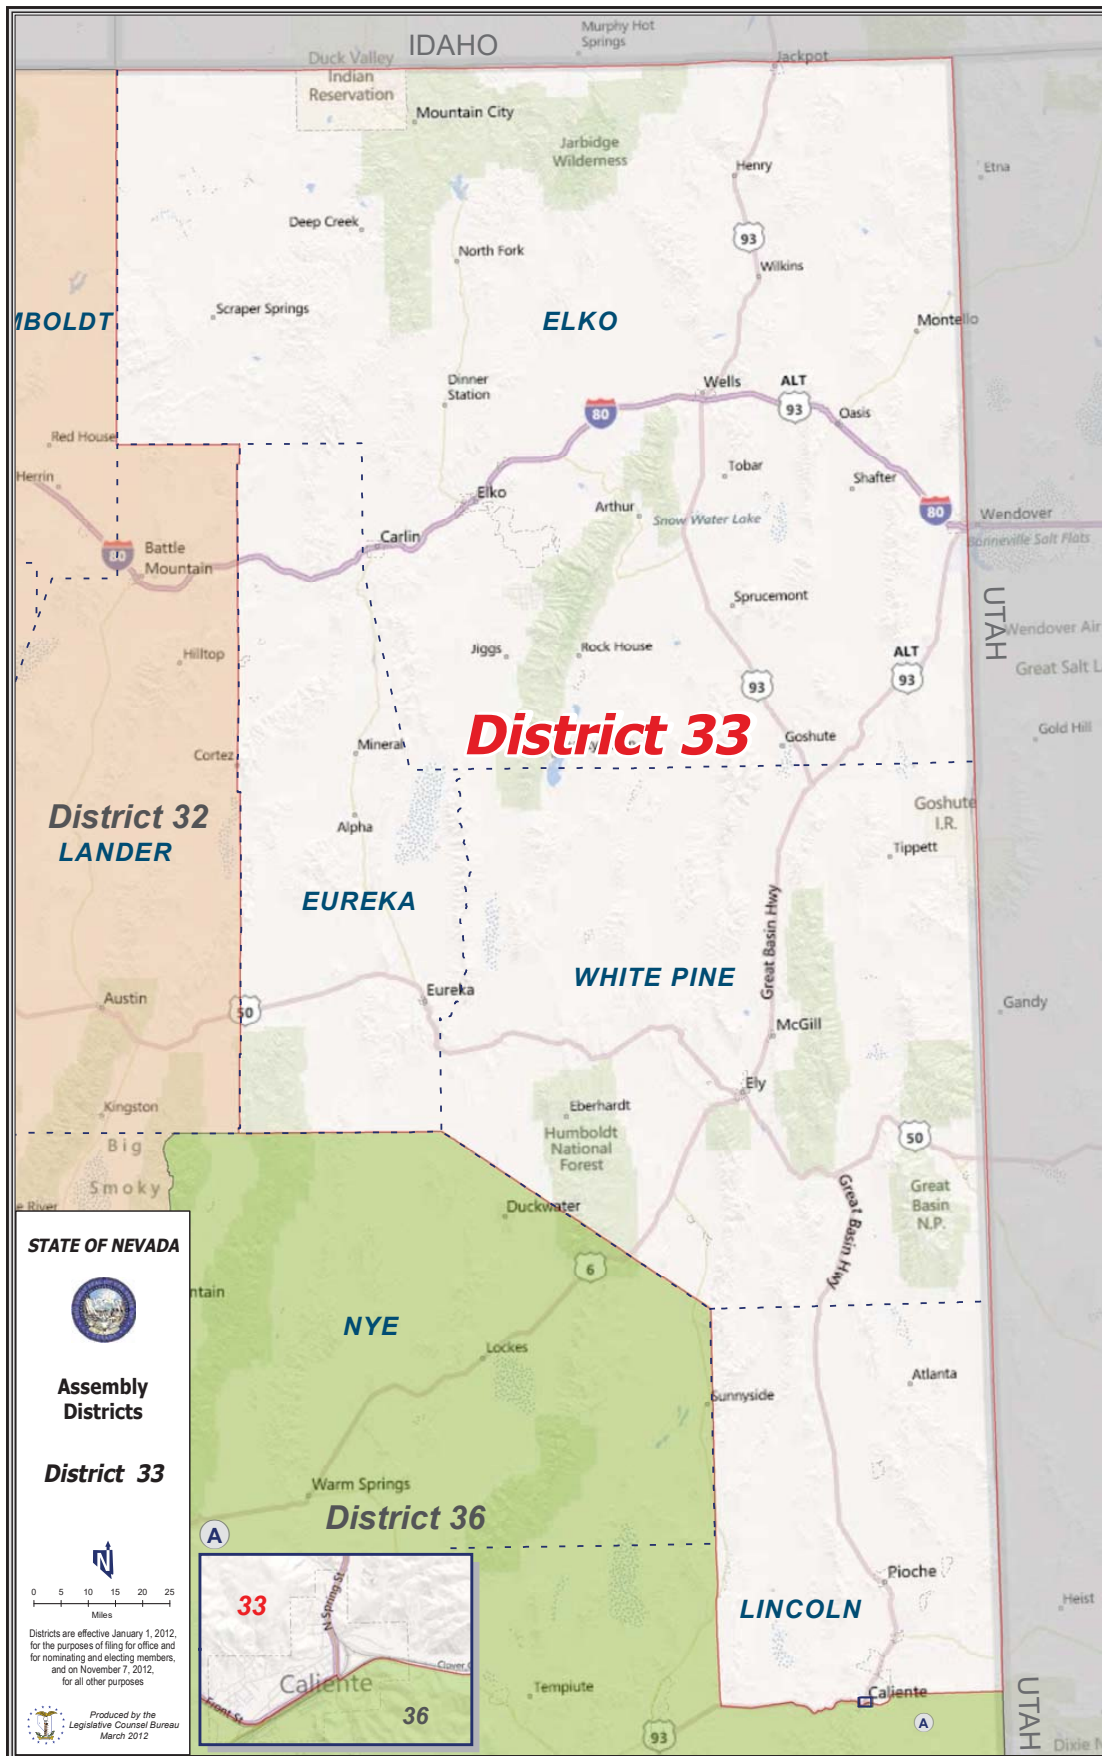 IDAHO
Murphy Hot
Springs
Jackpot
Duck Valley
Indian
Reservation
Mountain City
Jarbidge
Wilderness
Henry
Etna
Deep Creek
93
North Fork
Wilkins
Scraper Springs
MBOLDT
ELKO
Montello
Dinner
Station
Wells
ALT
93
80
Oasis
Red House
Herrin
Tobar
Shafter
Elko
Arthur
Snow Water Lake
80
Wendover
Bonneville Salt Flats
Carlin
80
Battle
Mountain
Sprucemont
UTAH
Wendover Air
Hilltop
Jiggs
Rock House
ALT
93
Great Salt L
93
Gold Hill
District 33
Mineral
Goshute
Cortez
Goshute
I.R.
District 32
LANDER
Alpha
Tippett
EUREKA
Great Basin Hwy
WHITE PINE
Eureka
Austin
50
Gandy
McGill
Ely
Kingston
Eberhardt
Humboldt
National
Forest
50
Big
Smoky
Great
Basin
N.P.
Great Basin Hwy
e River
Duckwater
6
ntain
NYE
Lockes
Atlanta
Sunnyside
Warm Springs
District 36
Pioche
LINCOLN
Heist
Caliente
A
Tempiute
93
UTAH
Dixie N
STATE OF NEVADA
Assembly
Districts
District 33
N
0 5 10 15 20 25
Miles
Districts are effective January 1, 2012,
for the purposes of filing for office and
for nominating and electing members,
and on November 7, 2012,
for all other purposes
Produced by the
Legislative Counsel Bureau
March 2012
A
33
N Spring St
Caliente
Clover C
Front St
36